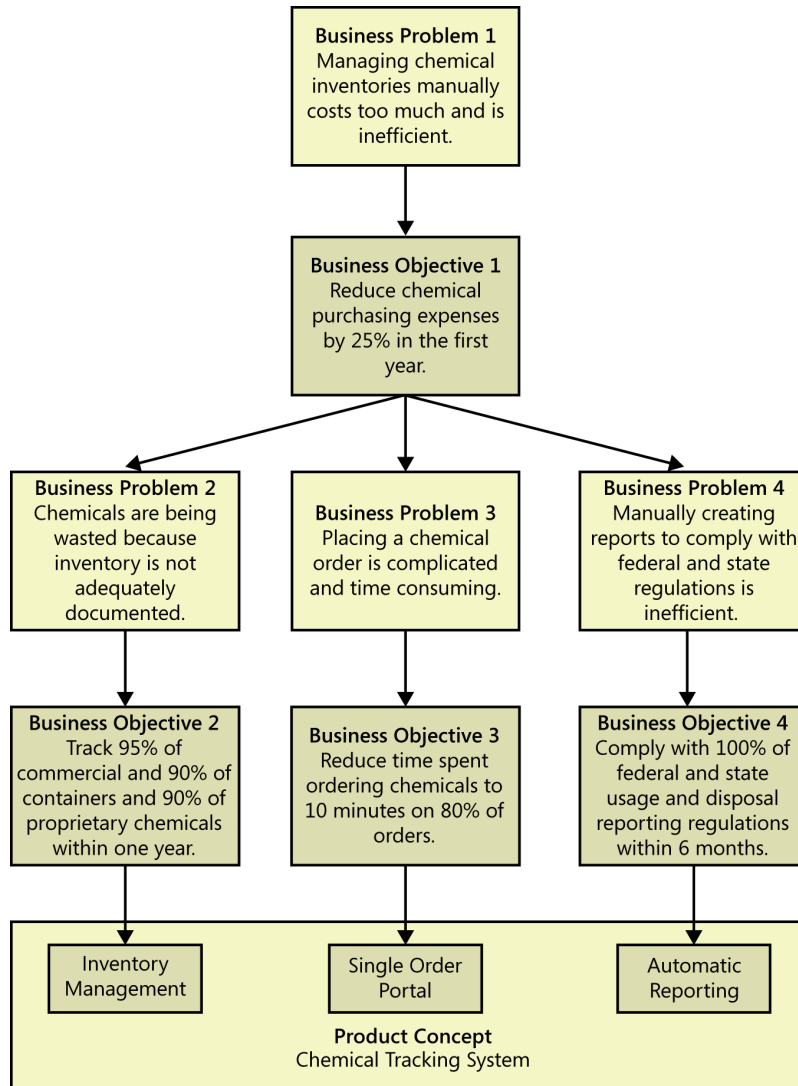 Business Problem 1
Managing chemical
inventories manually
costs too much and is
inefficient.
Business Objective 1
Reduce chemical
purchasing expenses
by 25% in the first
year.
Business Problem 2
Chemicals are being
wasted because
inventory is not
adequately
documented.
Business Problem 3
Placing a chemical
order is complicated
and time consuming.
Business Problem 4
Manually creating
reports to comply with
federal and state
regulations is
inefficient.
Business Objective 2
Track 95% of
commercial and 90% of
containers and 90% of
proprietary chemicals
within one year.
Business Objective 3
Reduce time spent
ordering chemicals to
10 minutes on 80% of
orders.
Business Objective 4
Comply with 100% of
federal and state
usage and disposal
reporting regulations
within 6 months.
Inventory
Management
Single Order
Portal
Automatic
Reporting
Product Concept
Chemical Tracking System